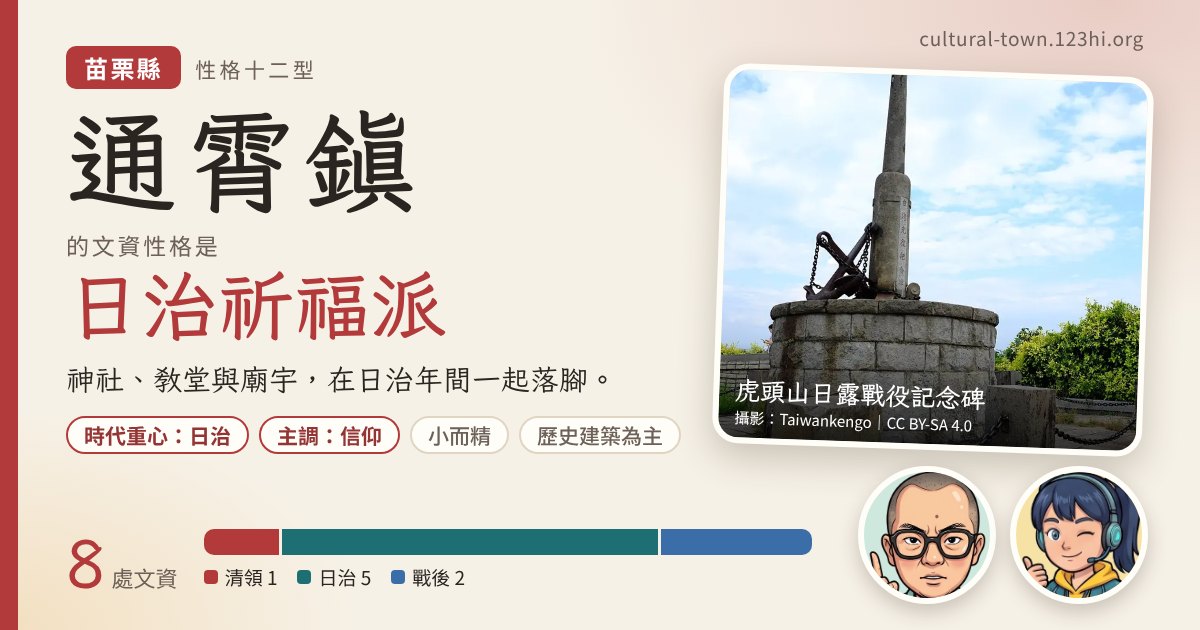 cultural-town.123hi.org
苗栗縣 性格十二型
通霄鎮
的文資性格是
日治祈福派
神社、教堂與廟宇，在日治年間一起落腳。
時代重心：日治 主調：信仰 小而精 歷史建築為主
虎頭山日露戰役記念碑
攝影：Taiwankengo｜CC BY-SA 4.0
8 處文資
清領 1 日治 5 戰後 2